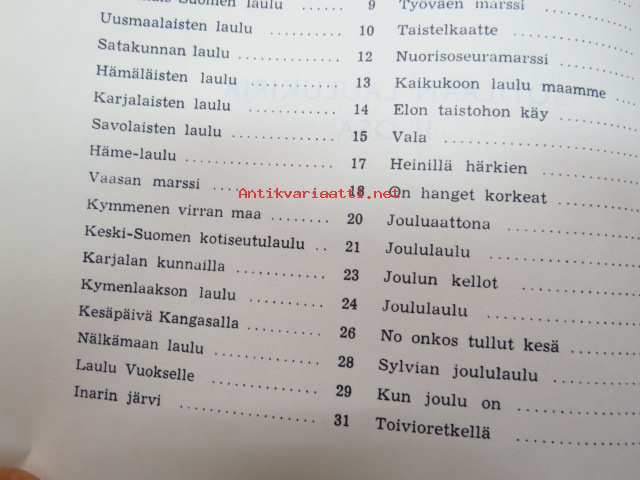 Suomen laulu 9
Uusmaalaisten laulu 10
Satakunnan laulu 12
Hämäläisten laulu 13
Karjalaisten laulu 14
Savolaisten laulu 15
Häme-laulu 17
Vaasan marssi 18
Kymmenen virran maa 20
Keski-Suomen kotiseutulaulu 21
Karjalan kunnailla 23
Kymenlaakson laulu 24
Kesäpäivä Kangasalla 26
Nälkämaan laulu 28
Laulu Vuokselle 29
Inarin järvi 31
Työväen marssi
Taistelkaatte
Nuorisoseuramarssi
Kaikukoon laulu maamme
Elon taistohon käy
Vala
Heinillä härkien
On hanget korkeat
Jouluaattona
Joululaulu
Joulun kellot
Joululaulu
No onkos tullut kesä
Sylvian joululaulu
Kun joulu on
Toivioretkellä
Antikvariaatti.net